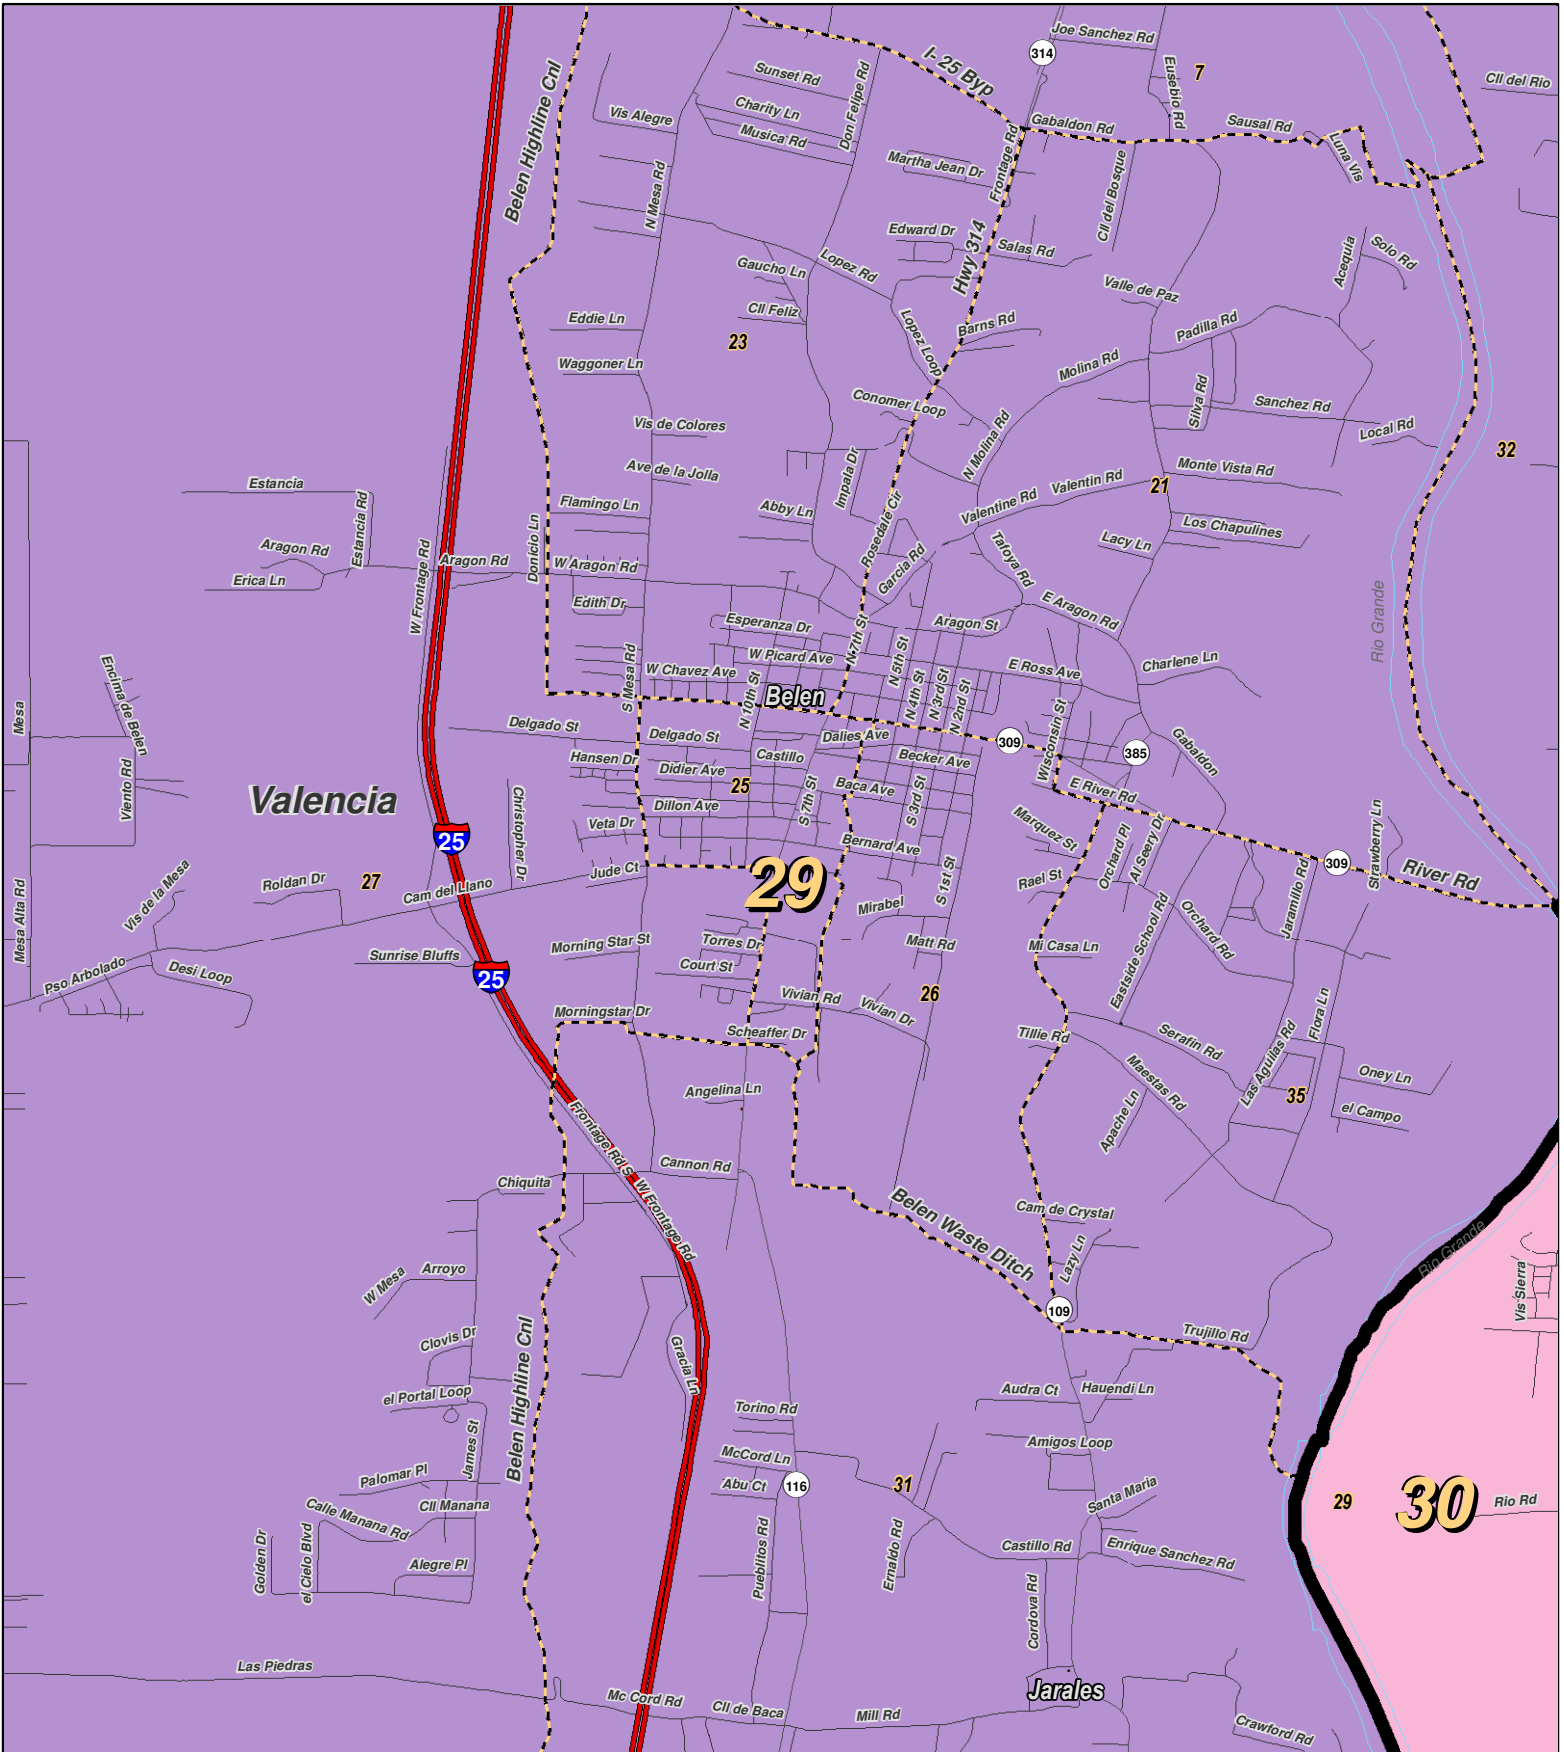 Joe Sanchez Rd
314
I- 25 Byp
7
Eusebio Rd
Cll del Rio
Sunset Rd
Don Felipe Rd
Belen Highline Cnl
Vis Alegre
Charity Ln
Musica Rd
Gabaldon Rd
Sausal Rd
Luna Vis
Frontage Rd
Martha Jean Dr
Cll del Bosque
N Mesa Rd
Edward Dr
Salas Rd
Hwy 314
Acequia
Solo Rd
Gaucho Ln
Lopez Rd
Valle de Paz
Cll Feliz
Eddie Ln
Lopez Loop
Barns Rd
Padilla Rd
23
Waggoner Ln
Molina Rd
Conomer Loop
Silva Rd
Sanchez Rd
Vis de Colores
N Molina Rd
Local Rd
32
Ave de la Jolla
Impala Dr
Monte Vista Rd
Estancia
Valentin Rd
21
Flamingo Ln
Abby Ln
Valentine Rd
Estancia Rd
Rosedale Cir
Los Chapulines
Donicio Ln
Lacy Ln
Aragon Rd
Aragon Rd
W Aragon Rd
Garcia Rd
Tafoya Rd
Erica Ln
W Frontage Rd
Edith Dr
E Aragon Rd
Rio Grande
Esperanza Dr
Aragon St
N 7th St
W Picard Ave
N 5th St
E Ross Ave
Charlene Ln
Encima de Belen
S Mesa Rd
W Chavez Ave
N 10th St
Belen
N 4th St
N 3rd St
N 2nd St
Mesa
Delgado St
Delgado St
Dalies Ave
309
Wisconsin St
385
Gabaldon
Hansen Dr
Castillo
Becker Ave
Didier Ave
25
Baca Ave
E River Rd
Viento Rd
Valencia
Christopher Dr
Dillon Ave
S 7th St
S 3rd St
Veta Dr
Marquez St
Orchard Pl
Al Seery Dr
Strawberry Ln
25
Bernard Ave
309
River Rd
Jude Ct
29
S 1st St
Rael St
Jaramillo Rd
Roldan Dr
27
Cam del Llano
Vis de la Mesa
Mirabel
Eastside School Rd
Orchard Rd
Mesa Alta Rd
Sunrise Bluffs
Morning Star St
Torres Dr
Matt Rd
Mi Casa Ln
Pso Arbolado
Desi Loop
25
Court St
Vivian Rd
26
Vivian Dr
Flora Ln
Morningstar Dr
Scheaffer Dr
Tillie Rd
Serafin Rd
Las Aguilas Rd
Maestas Rd
Oney Ln
Angelina Ln
35
Apache Ln
el Campo
Frontage Rd S
Cannon Rd
Chiquita
W Frontage Rd
Belen Waste Ditch
Cam de Crystal
Rio Grande
Lazy Ln
Arroyo
W Mesa
Vis Sierra
109
Clovis Dr
Gracia Ln
Trujillo Rd
Belen Highline Cnl
el Portal Loop
Audra Ct
Hauendi Ln
Torino Rd
James St
McCord Ln
Amigos Loop
Palomar Pl
Abu Ct
116
31
Santa Maria
29
30
Rio Rd
Cll Manana
Calle Manana Rd
Golden Dr
el Cielo Blvd
Alegre Pl
Pueblitos Rd
Ernaldo Rd
Castillo Rd
Enrique Sanchez Rd
Cordova Rd
Las Piedras
Jarales
Mc Cord Rd
Cll de Baca
Mill Rd
Crawford Rd